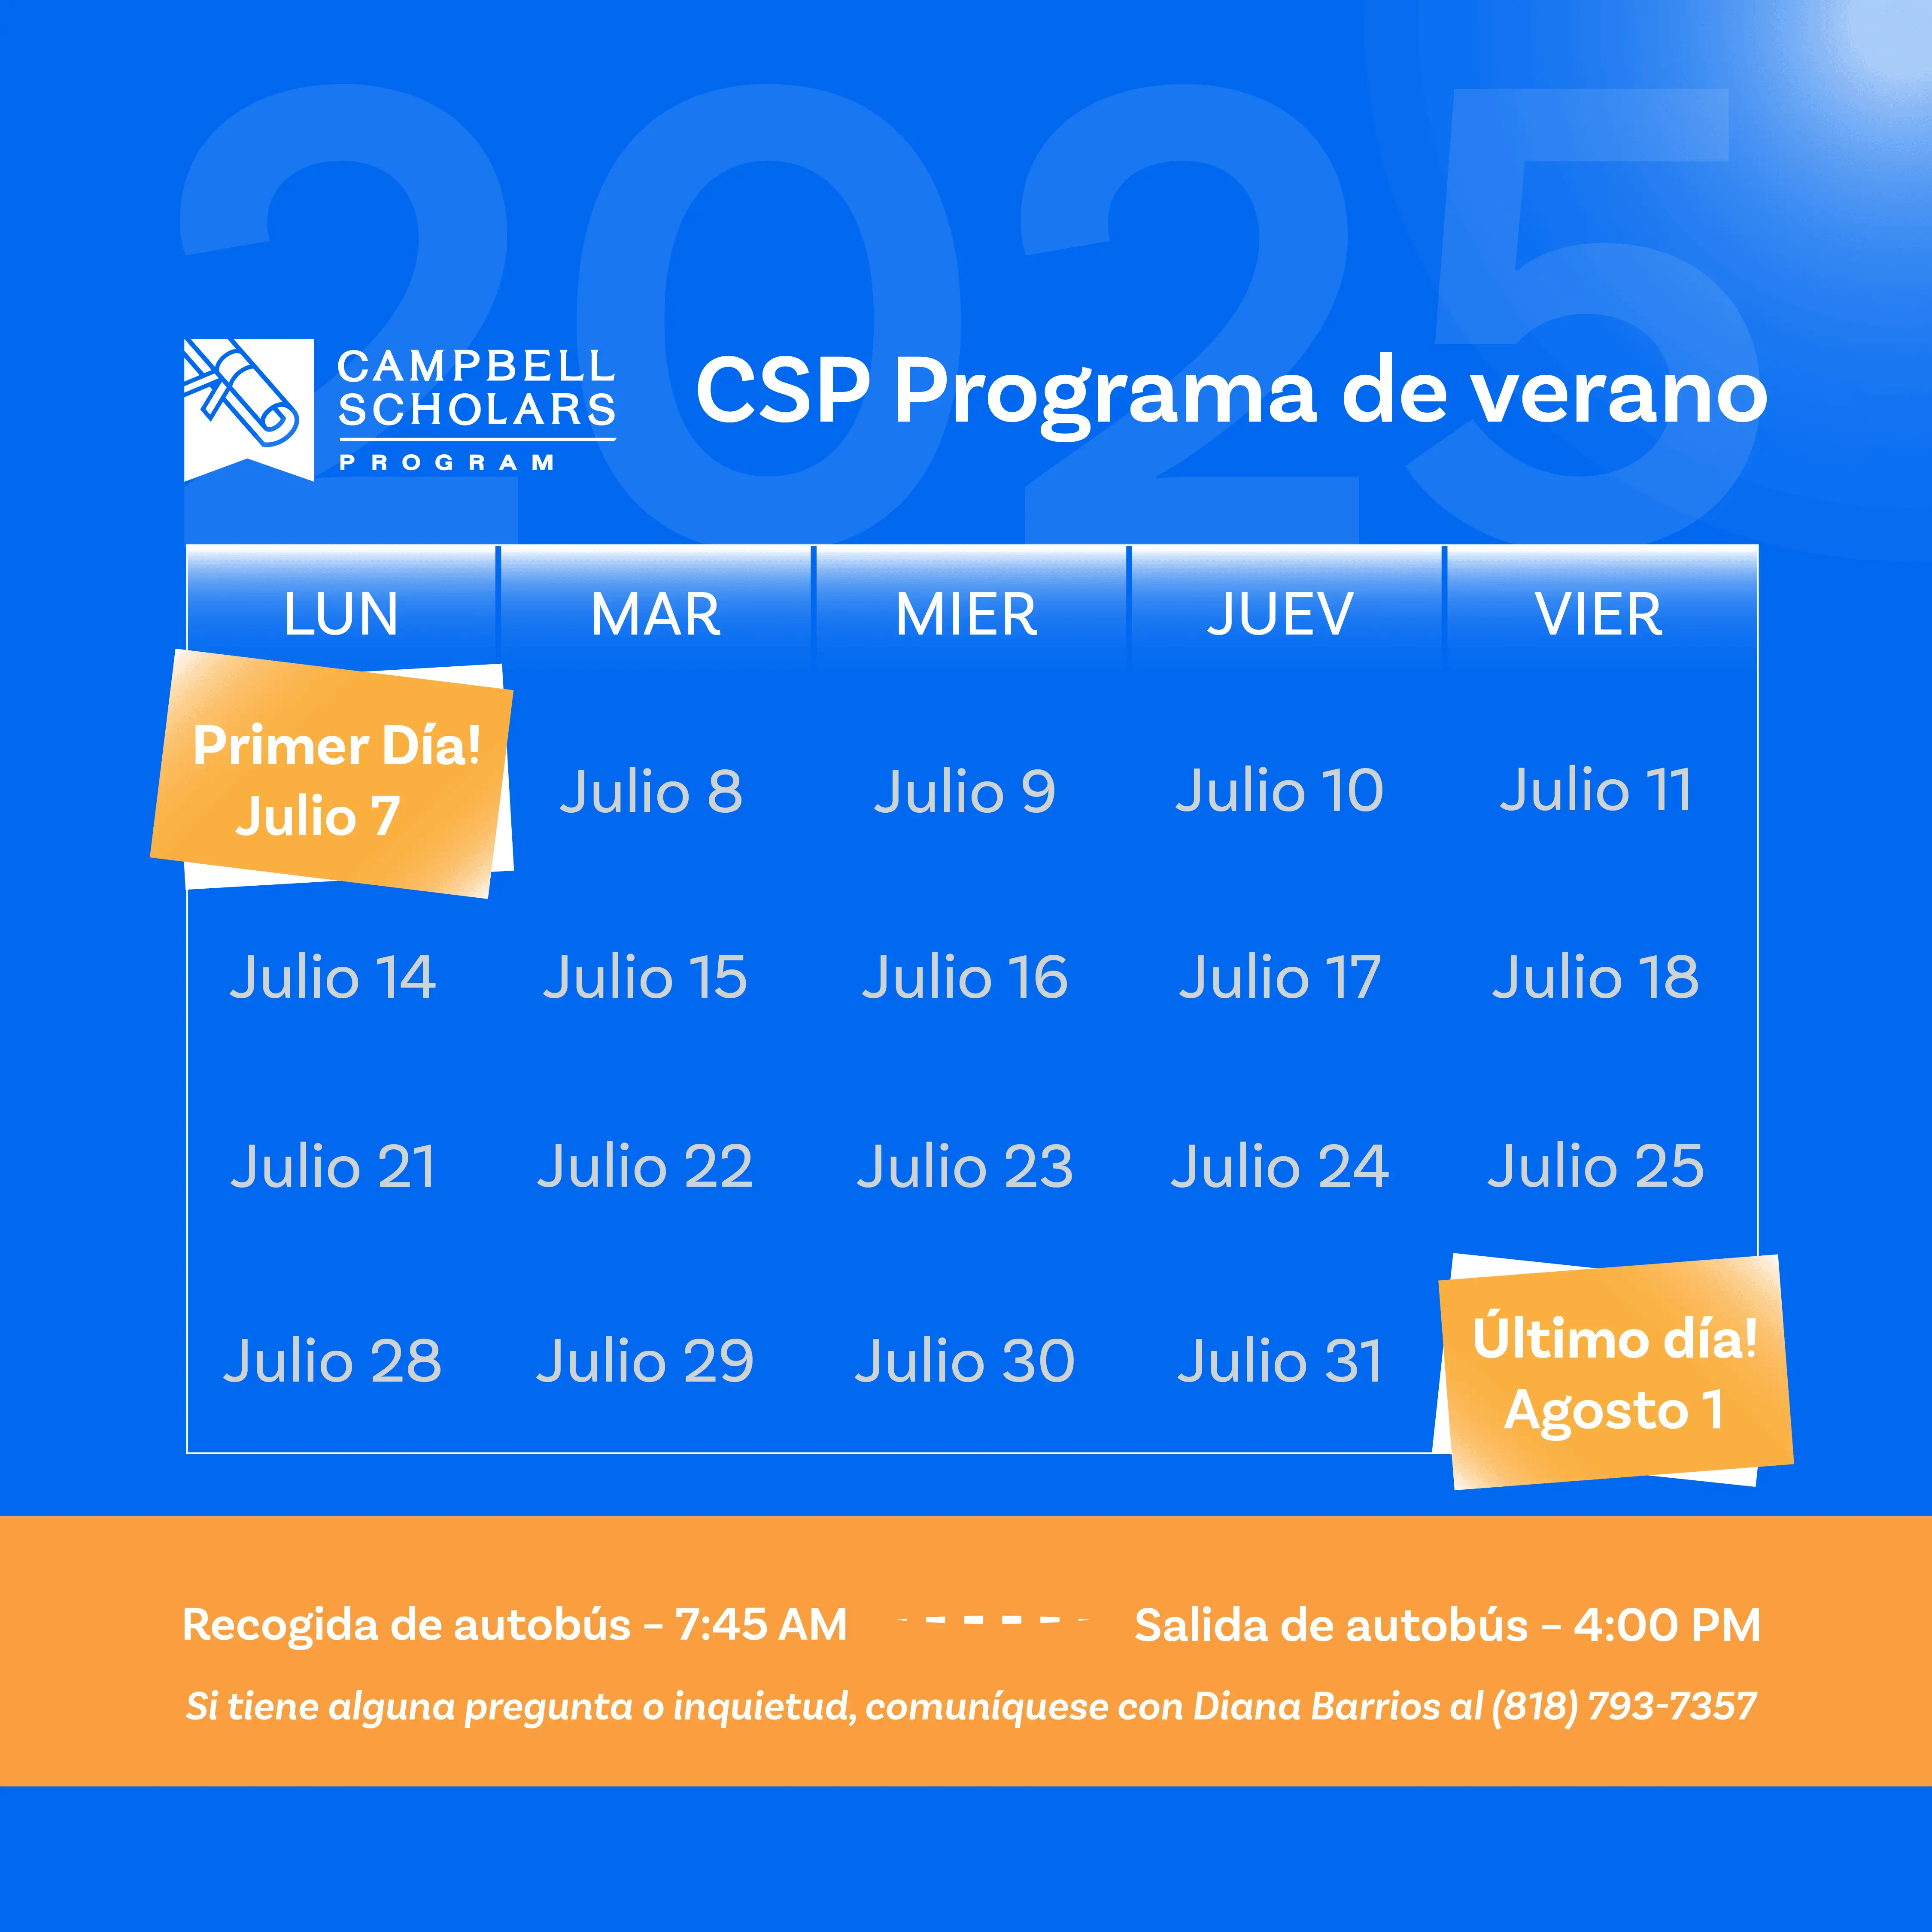 2025
CAMPBELL
SCHOLARS
PROGRAM
CSP Programa de verano
LUN MAR MIER JUEV VIER
Primer Día!
Julio 7
Julio 8 Julio 9 Julio 10 Julio 11
Julio 14 Julio 15 Julio 16 Julio 17 Julio 18
Julio 21 Julio 22 Julio 23 Julio 24 Julio 25
Julio 28 Julio 29 Julio 30 Julio 31
Último día!
Agosto 1
Recogida de autobús – 7:45 AM Salida de autobús – 4:00 PM
Si tiene alguna pregunta o inquietud, comuníquese con Diana Barrios al (818) 793-7357